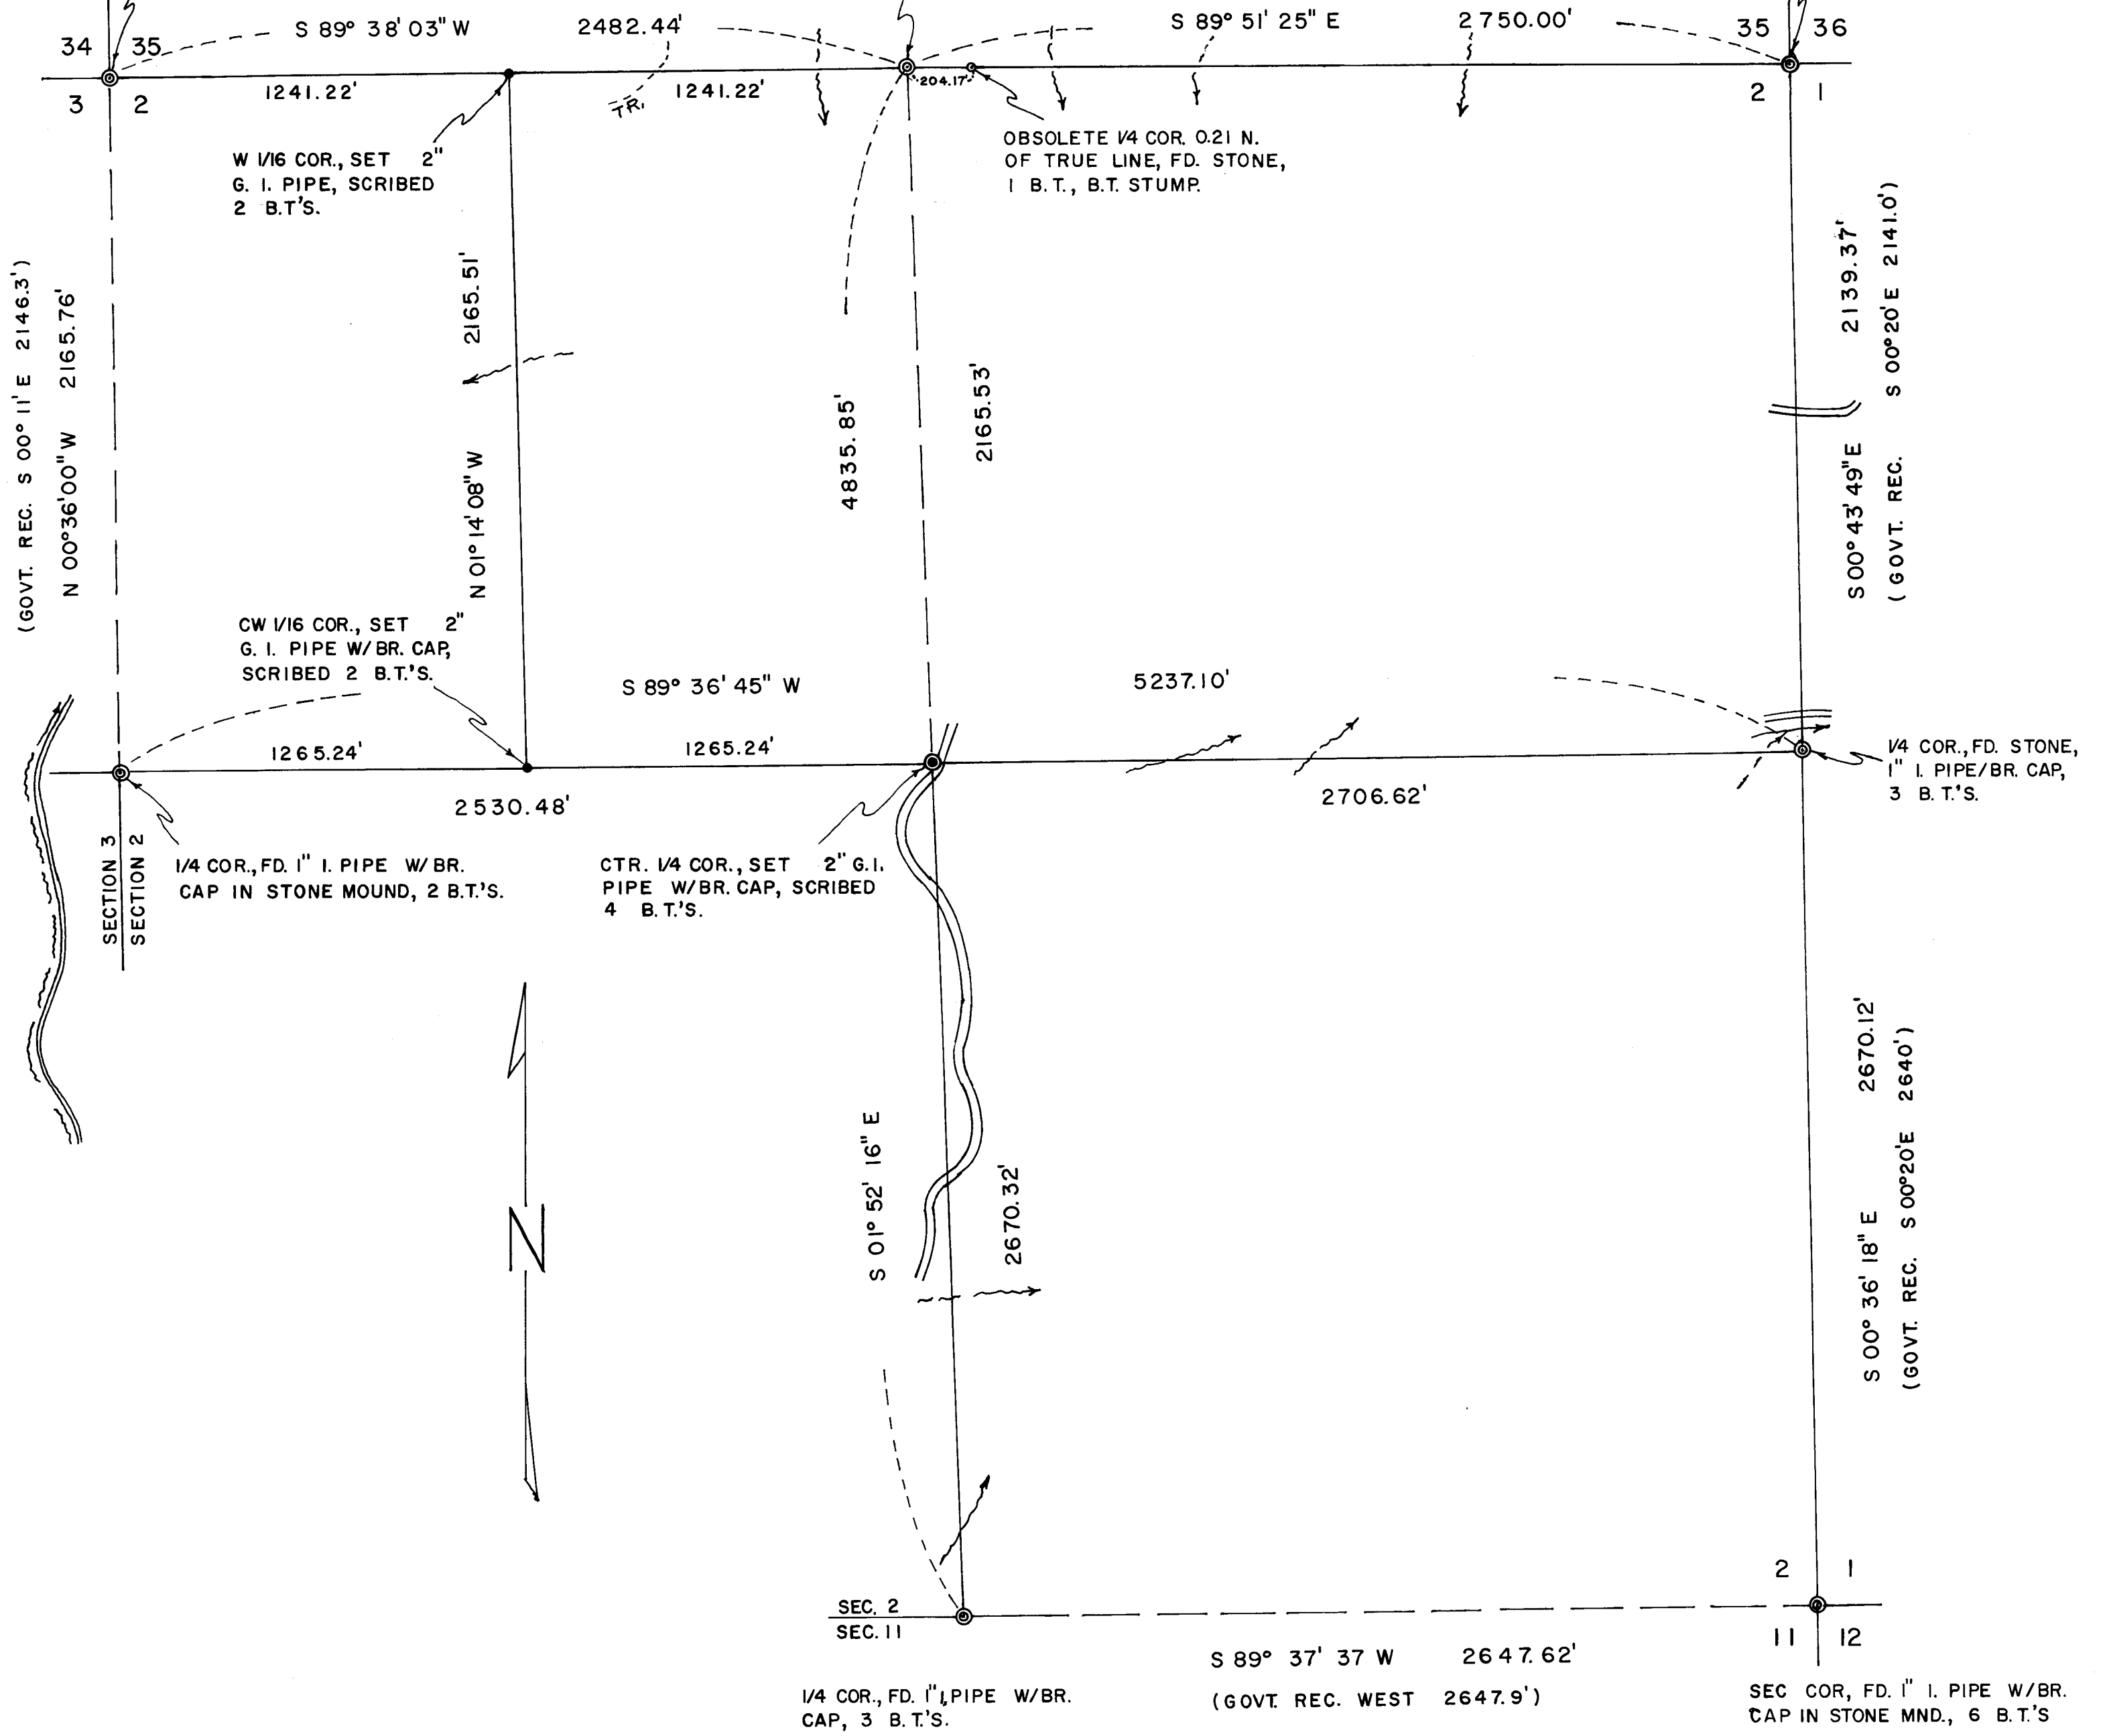 S 89° 38' 03" W 2482.44' S 89° 51' 25" E 2750.00'
34 35 35 36
3 2 2 1
1241.22' 1241.22' 204.17'
TR.
W 1/16 COR., SET 2"
G. I. PIPE, SCRIBED
2 B.T'S.
OBSOLETE 1/4 COR. 0.21 N.
OF TRUE LINE, FD. STONE,
1 B.T., B.T. STUMP.
(GOVT. REC. S 00° 11' E 2146.3')
N 00°36'00" W 2165.76'
N 01° 14' 08" W 2165.51'
4835.85'
2165.53'
S 00° 43' 49" E 2139.37'
(GOVT. REC. S 00°20' E 2141.0')
CW 1/16 COR., SET 2"
G. I. PIPE W/BR. CAP,
SCRIBED 2 B.T.'S.
S 89° 36' 45" W 5237.10'
1265.24' 1265.24'
2530.48' 2706.62'
1/4 COR., FD. STONE,
1" I. PIPE/BR. CAP,
3 B.T.'S.
SECTION 3
SECTION 2
1/4 COR., FD. 1" I. PIPE W/BR.
CAP IN STONE MOUND, 2 B.T.'S.
CTR. 1/4 COR., SET 2" G.I.
PIPE W/BR. CAP, SCRIBED
4 B.T.'S.
N
S 01° 52' 16" E
2670.32'
S 00° 36' 18" E 2670.12'
(GOVT. REC. S 00°20'E 2640')
SEC. 2
SEC. 11
2 1
11 12
S 89° 37' 37 W 2647.62'
(GOVT. REC. WEST 2647.9')
1/4 COR., FD. 1" I. PIPE W/BR.
CAP, 3 B.T.'S.
SEC COR, FD. 1" I. PIPE W/BR.
CAP IN STONE MND., 6 B.T.'S